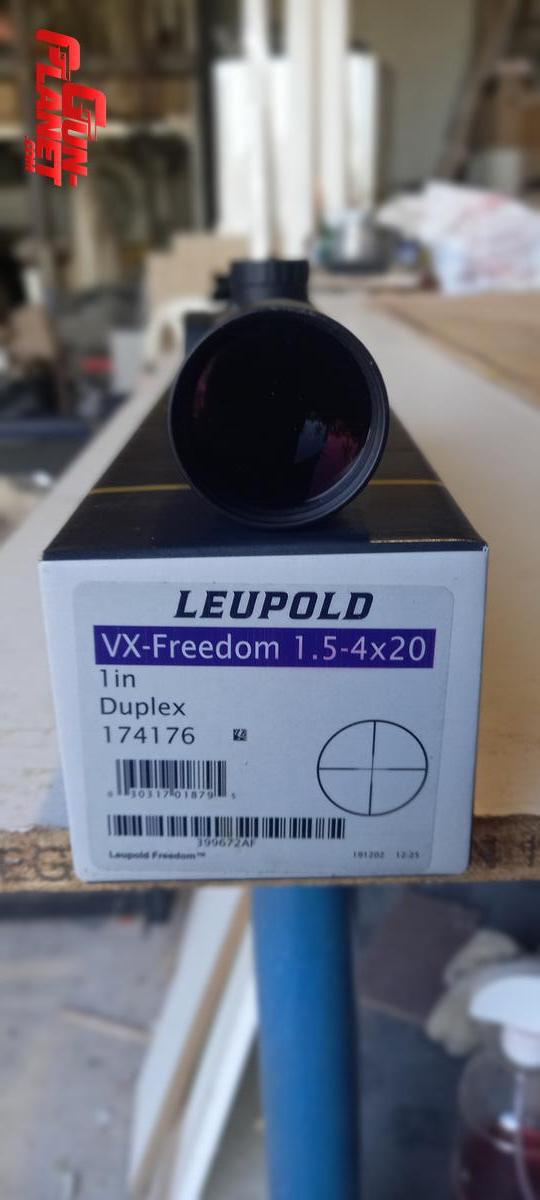 GUN-
PLANET
.COM
LEUPOLD
VX-Freedom 1.5-4x20
1in
Duplex
174176
0 30317 01879 5
399672AF
Leupold Freedom™ 191202 12:25